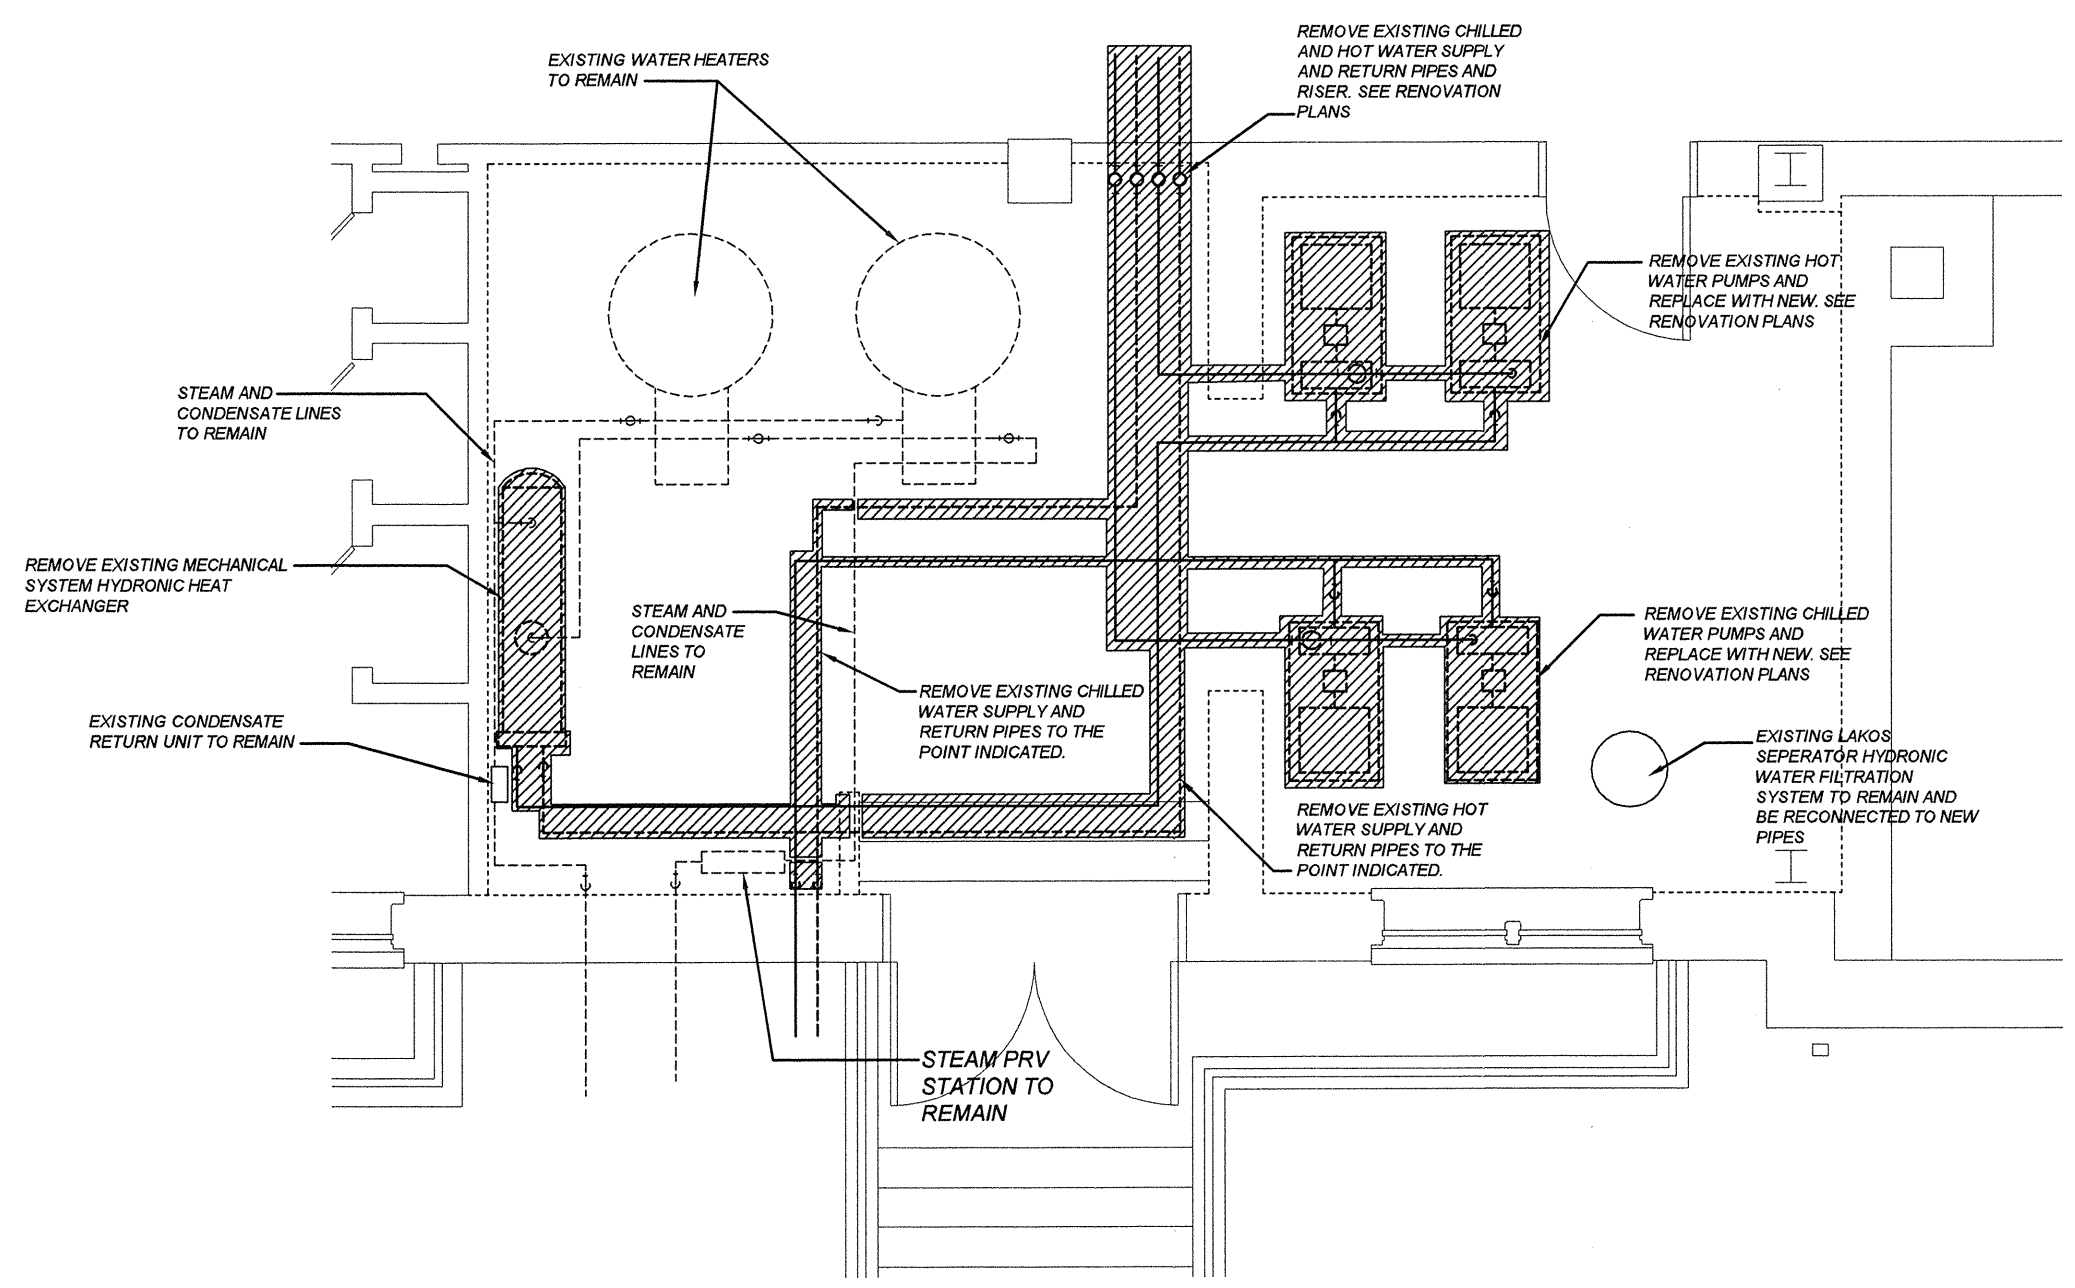 REMOVE EXISTING CHILLED
AND HOT WATER SUPPLY
AND RETURN PIPES AND
RISER. SEE RENOVATION
PLANS
EXISTING WATER HEATERS
TO REMAIN
REMOVE EXISTING HOT
WATER PUMPS AND
REPLACE WITH NEW. SEE
RENOVATION PLANS
STEAM AND
CONDENSATE LINES
TO REMAIN
REMOVE EXISTING MECHANICAL
SYSTEM HYDRONIC HEAT
EXCHANGER
STEAM AND
CONDENSATE
LINES TO
REMAIN
REMOVE EXISTING CHILLED
WATER PUMPS AND
REPLACE WITH NEW. SEE
RENOVATION PLANS
REMOVE EXISTING CHILLED
WATER SUPPLY AND
RETURN PIPES TO THE
POINT INDICATED.
EXISTING CONDENSATE
RETURN UNIT TO REMAIN
EXISTING LAKOS
SEPERATOR HYDRONIC
WATER FILTRATION
SYSTEM TO REMAIN AND
BE RECONNECTED TO NEW
PIPES
REMOVE EXISTING HOT
WATER SUPPLY AND
RETURN PIPES TO THE
POINT INDICATED.
STEAM PRV
STATION TO
REMAIN